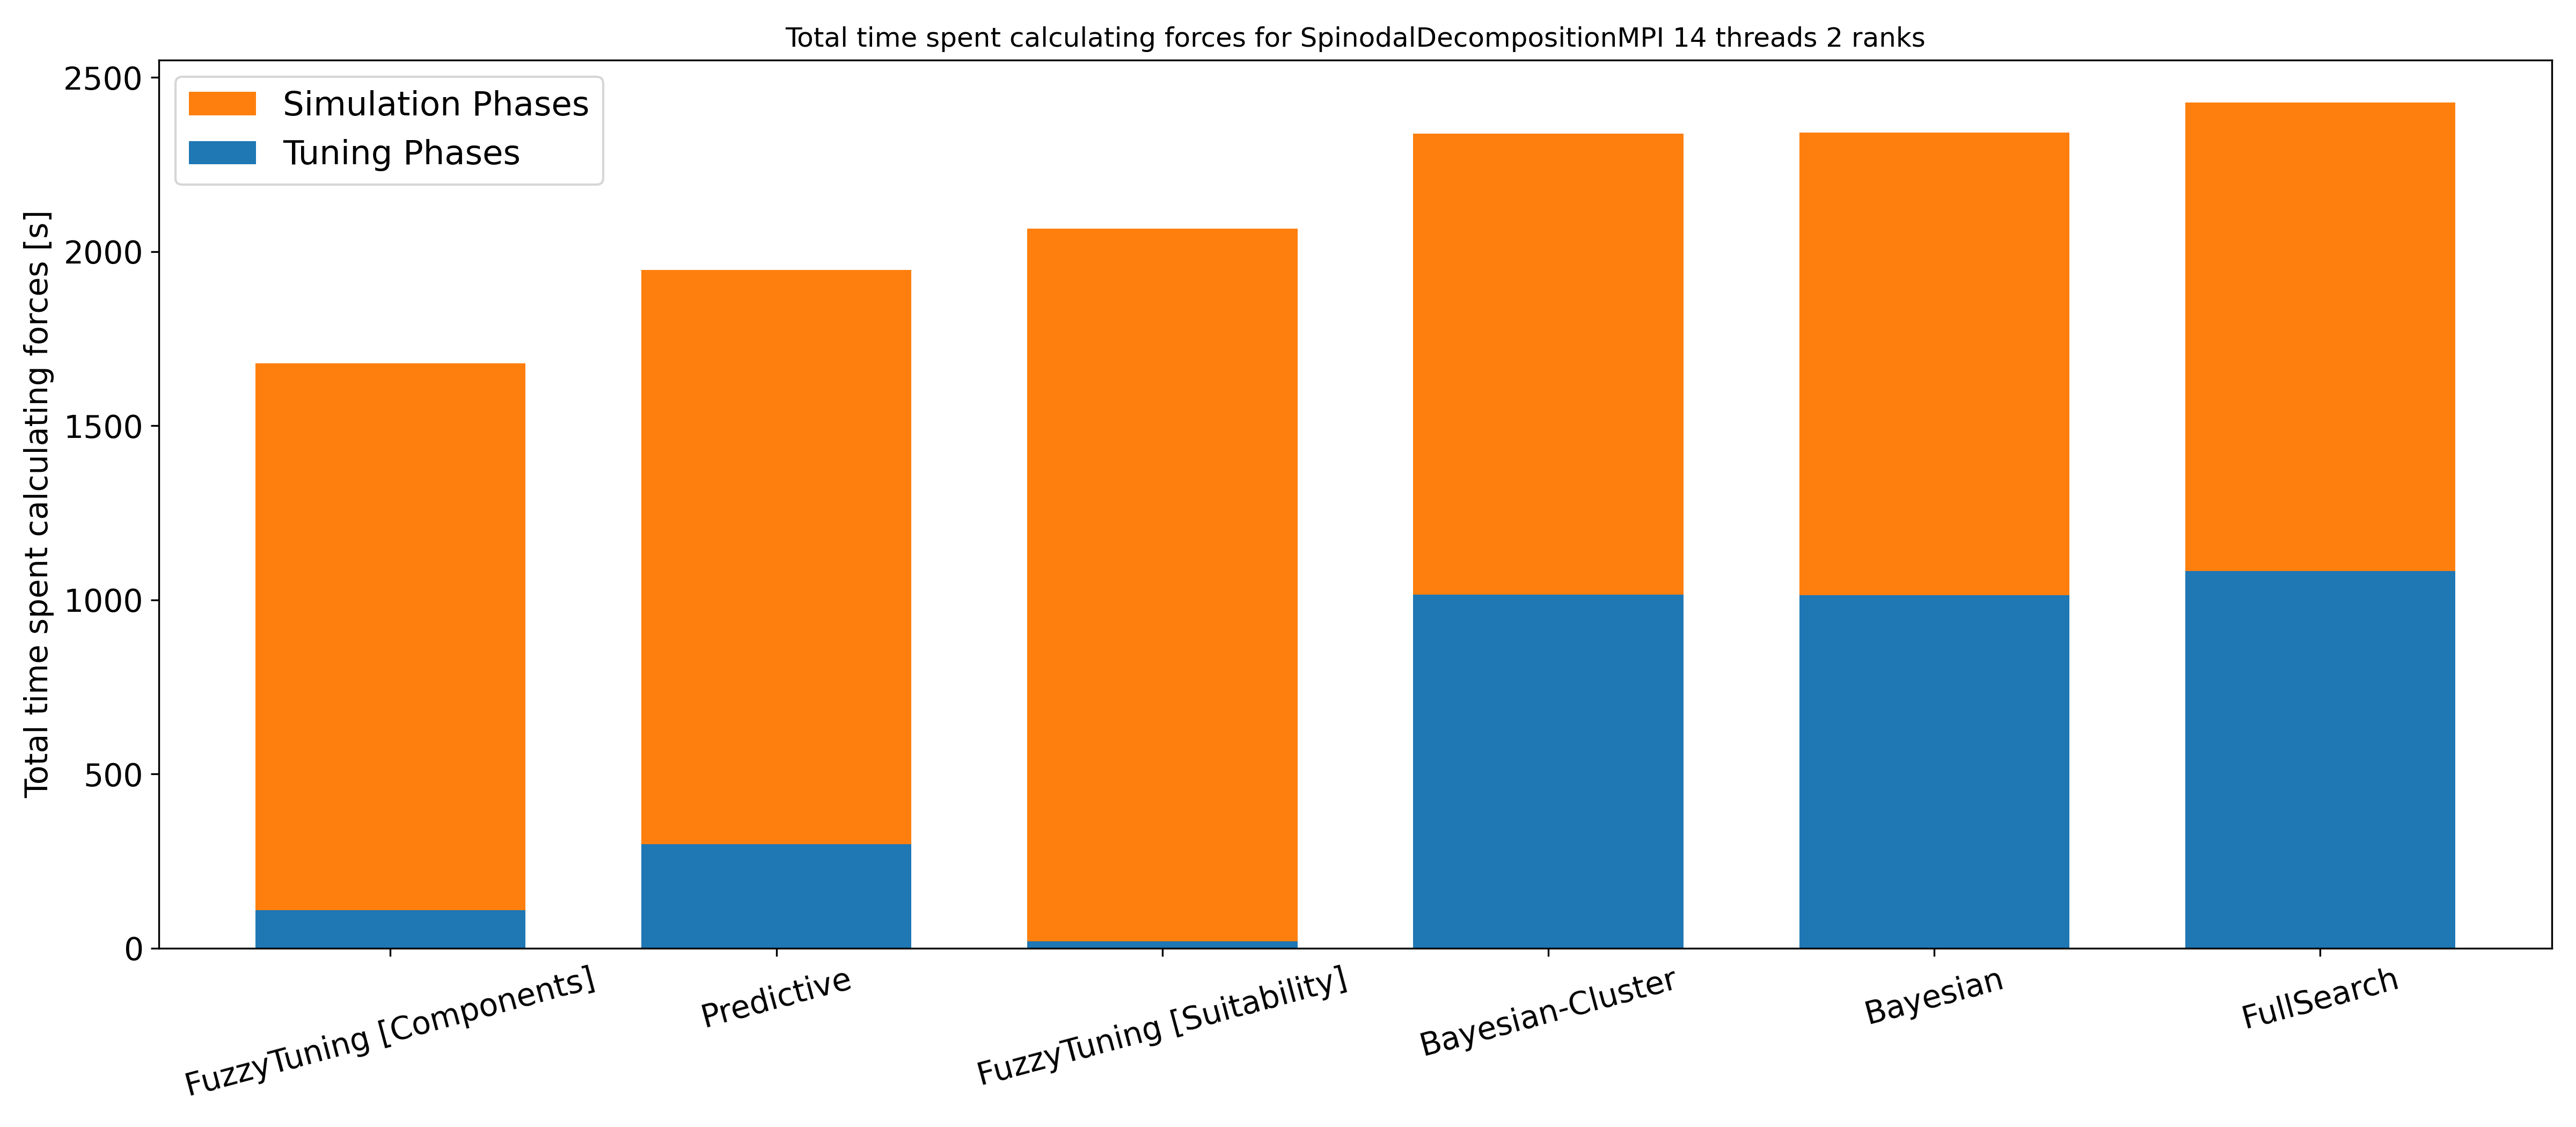 Total time spent calculating forces for SpinodalDecompositionMPI 14 threads 2 ranks
Simulation Phases
Tuning Phases
Total time spent calculating forces [s]
2500
2000
1500
1000
500
0
FuzzyTuning [Components]
Predictive
FuzzyTuning [Suitability]
Bayesian-Cluster
Bayesian
FullSearch